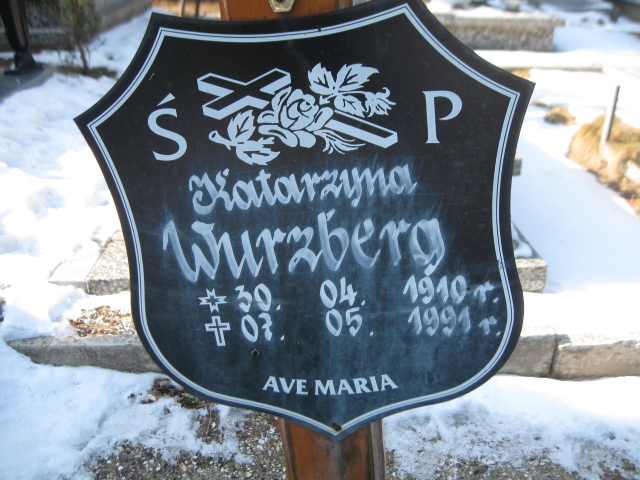 Ś P
Katarzyna
Wurzberg
30. 04. 1910 r.
07. 05. 1991 r.
AVE MARIA